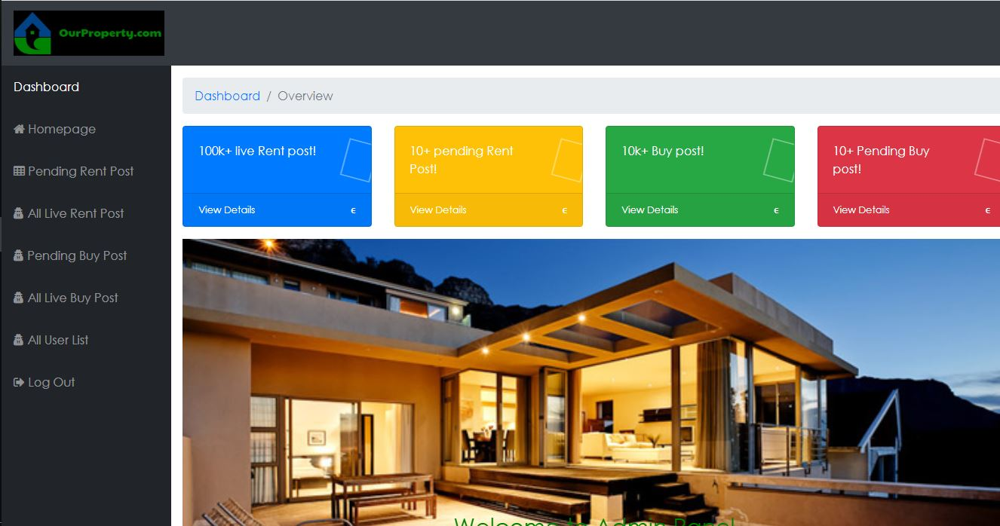 OurProperty.com
Dashboard
Homepage
Pending Rent Post
All Live Rent Post
Pending Buy Post
All Live Buy Post
All User List
Log Out
Dashboard / Overview
100k+ live Rent post!
View Details
10+ pending Rent
Post!
View Details
10k+ Buy post!
View Details
10+ Pending Buy
post!
View Details
Welcome to Admin Panel